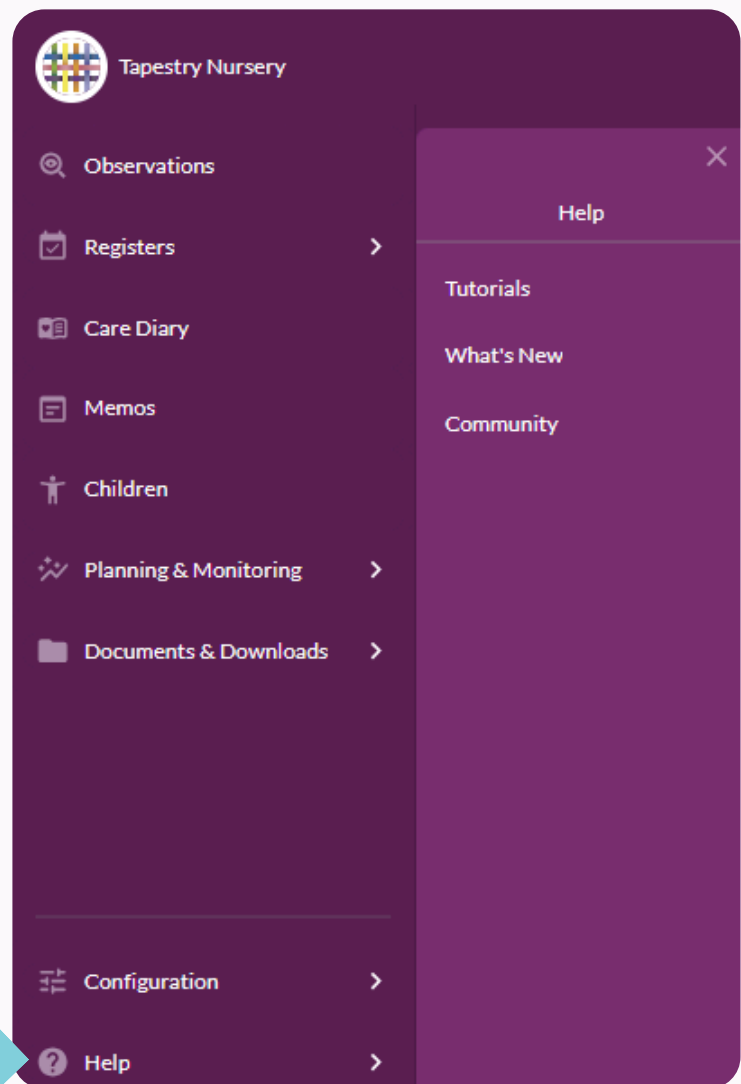 Tapestry Nursery
Observations
Registers
Care Diary
Memos
Children
Planning & Monitoring
Documents & Downloads
Configuration
Help
Help
Tutorials
What's New
Community